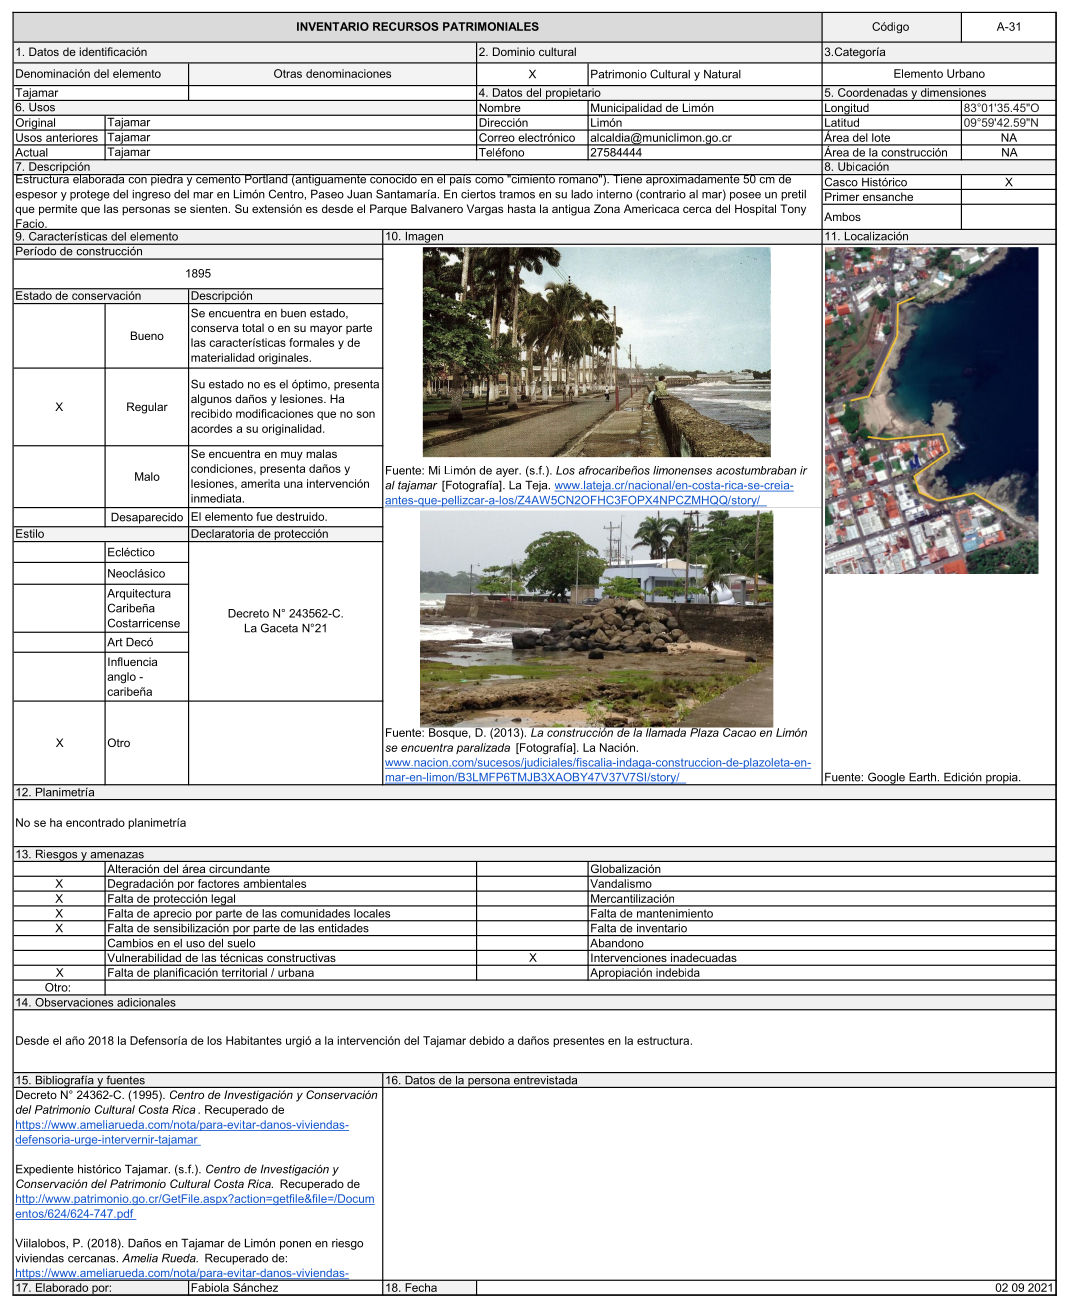 INVENTARIO RECURSOS PATRIMONIALES Código A-31
1. Datos de identificación 2. Dominio cultural 3.Categoría
Denominación del elemento Otras denominaciones X Patrimonio Cultural y Natural Elemento Urbano
Tajamar 4. Datos del propietario 5. Coordenadas y dimensiones
6. Usos Nombre Municipalidad de Limón Longitud 83°01'35.45"O
Original Tajamar Dirección Limón Latitud 09°59'42.59"N
Usos anteriores Tajamar Correo electrónico alcaldia@municlimon.go.cr Área del lote NA
Actual Tajamar Teléfono 27584444 Área de la construcción NA
7. Descripción 8. Ubicación
Estructura elaborada con piedra y cemento Portland (antiguamente conocido en el país como "cimiento romano"). Tiene aproximadamente 50 cm de
espesor y protege del ingreso del mar en Limón Centro, Paseo Juan Santamaría. En ciertos tramos en su lado interno (contrario al mar) posee un pretil
que permite que las personas se sienten. Su extensión es desde el Parque Balvanero Vargas hasta la antigua Zona Americaca cerca del Hospital Tony
Facio.
Casco Histórico X
Primer ensanche
Ambos
9. Características del elemento 10. Imagen 11. Localización
Período de construcción
1895
Estado de conservación Descripción
Bueno
Se encuentra en buen estado,
conserva total o en su mayor parte
las características formales y de
materialidad originales.
X Regular
Su estado no es el óptimo, presenta
algunos daños y lesiones. Ha
recibido modificaciones que no son
acordes a su originalidad.
Malo
Se encuentra en muy malas
condiciones, presenta daños y
lesiones, amerita una intervención
inmediata.
Desaparecido El elemento fue destruido.
Estilo Declaratoria de protección
Ecléctico
Neoclásico
Arquitectura
Caribeña
Costarricense
Art Decó
Influencia
anglo -
caribeña
X Otro
Decreto N° 243562-C.
La Gaceta N°21
Fuente: Mi Limón de ayer. (s.f.). Los afrocaribeños limonenses acostumbraban ir
al tajamar [Fotografía]. La Teja. www.lateja.cr/nacional/en-costa-rica-se-creia-
antes-que-pellizcar-a-los/Z4AW5CN2OFHC3FOPX4NPCZMHQQ/story/
Fuente: Bosque, D. (2013). La construcción de la llamada Plaza Cacao en Limón
se encuentra paralizada [Fotografía]. La Nación.
www.nacion.com/sucesos/judiciales/fiscalia-indaga-construccion-de-plazoleta-en-
mar-en-limon/B3LMFP6TMJB3XAOBY47V37V7SI/story/
Fuente: Google Earth. Edición propia.
12. Planimetría
No se ha encontrado planimetría
13. Riesgos y amenazas
Alteración del área circundante Globalización
X Degradación por factores ambientales Vandalismo
X Falta de protección legal Mercantilización
X Falta de aprecio por parte de las comunidades locales Falta de mantenimiento
X Falta de sensibilización por parte de las entidades Falta de inventario
Cambios en el uso del suelo Abandono
Vulnerabilidad de las técnicas constructivas X Intervenciones inadecuadas
X Falta de planificación territorial / urbana Apropiación indebida
Otro:
14. Observaciones adicionales
Desde el año 2018 la Defensoría de los Habitantes urgió a la intervención del Tajamar debido a daños presentes en la estructura.
15. Bibliografía y fuentes 16. Datos de la persona entrevistada
Decreto N° 24362-C. (1995). Centro de Investigación y Conservación
del Patrimonio Cultural Costa Rica. Recuperado de
https://www.ameliarueda.com/nota/para-evitar-danos-viviendas-
defensoria-urge-intervernir-tajamar
Expediente histórico Tajamar. (s.f.). Centro de Investigación y
Conservación del Patrimonio Cultural Costa Rica. Recuperado de
http://www.patrimonio.go.cr/GetFile.aspx?action=getfile&file=/Docum
entos/624/624-747.pdf
Viilalobos, P. (2018). Daños en Tajamar de Limón ponen en riesgo
viviendas cercanas. Amelia Rueda. Recuperado de:
https://www.ameliarueda.com/nota/para-evitar-danos-viviendas-
17. Elaborado por: Fabiola Sánchez 18. Fecha 02 09 2021